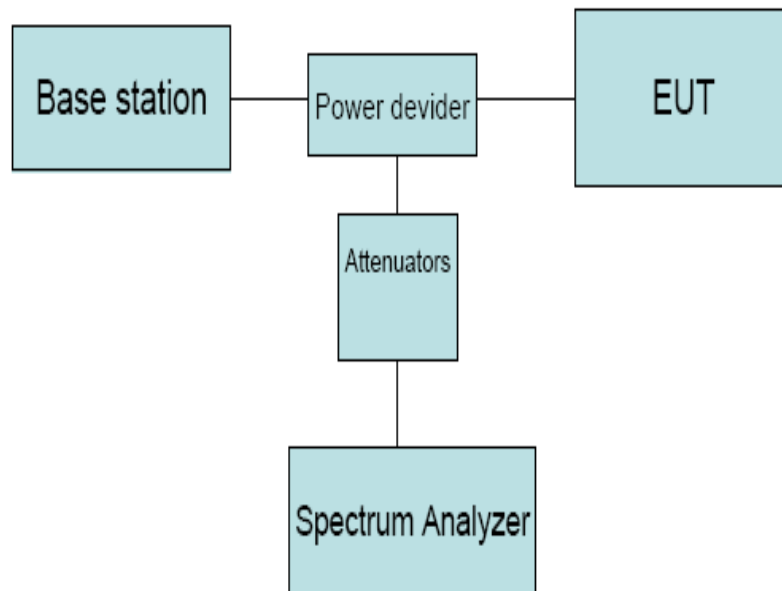 Base station
Power devider
EUT
Attenuators
Spectrum Analyzer